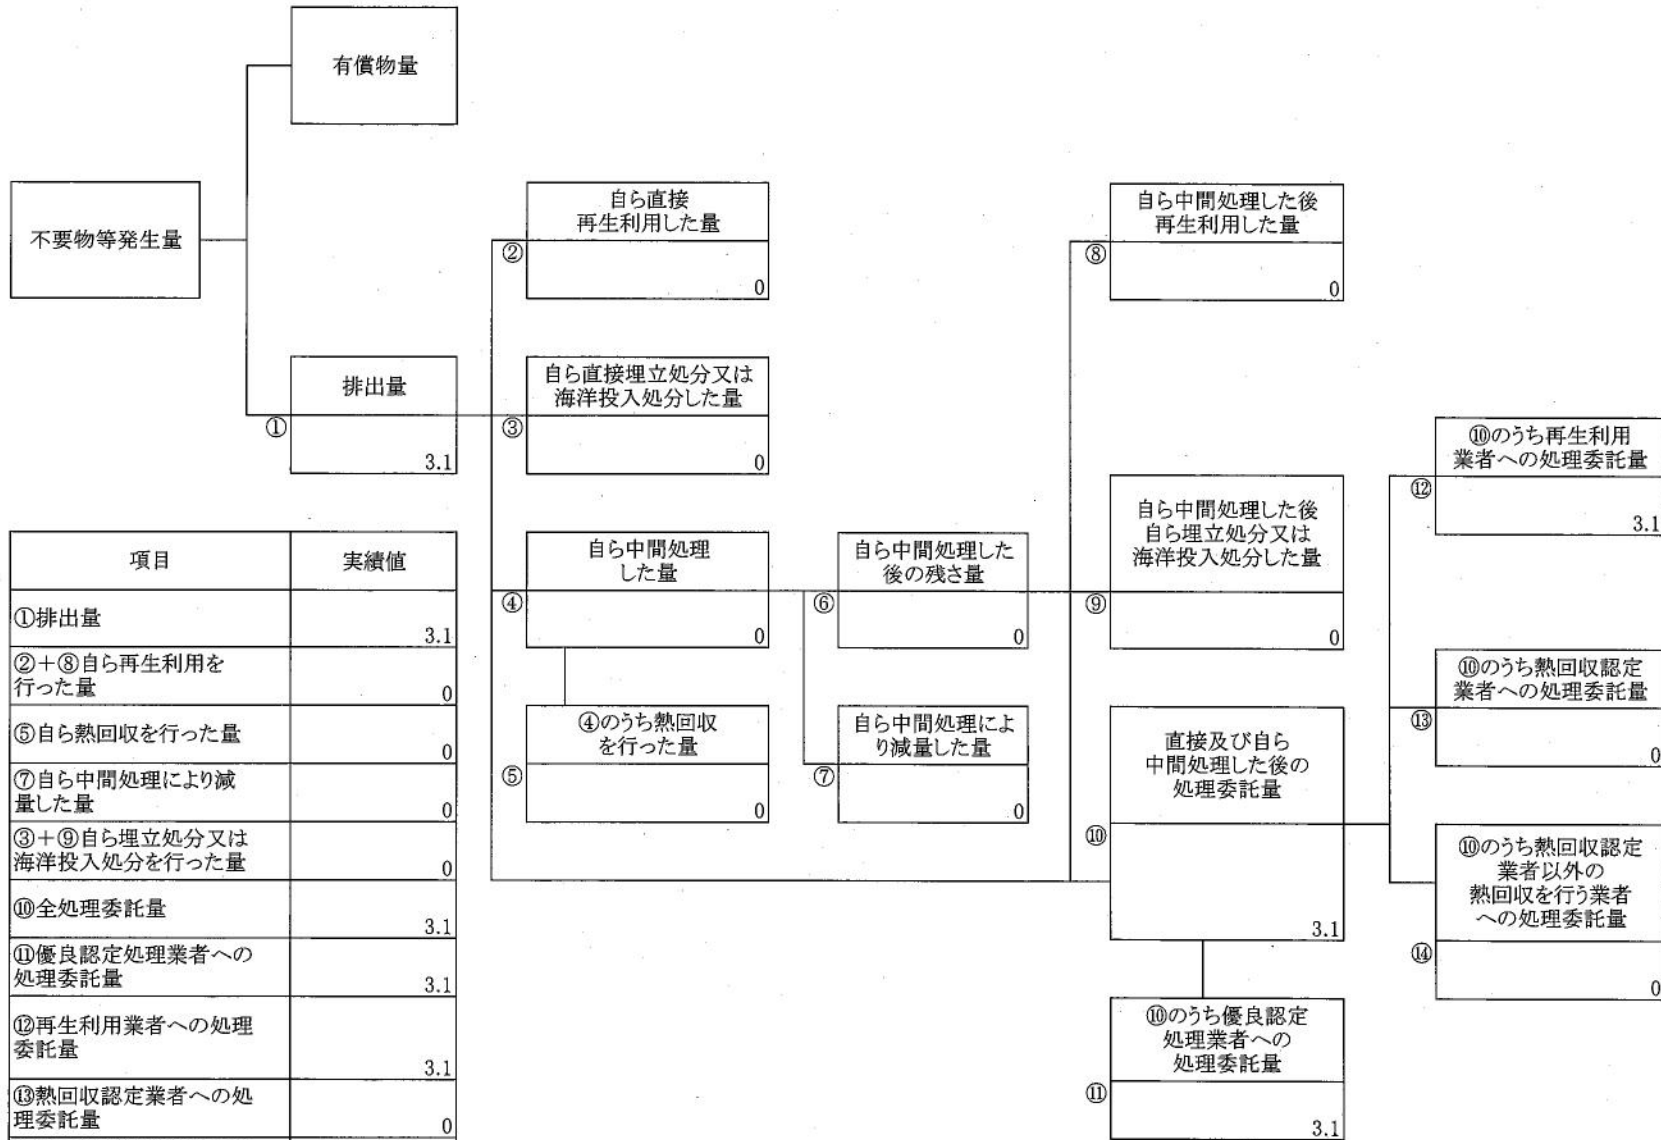 有償物量
不要物等発生量
自ら直接
再生利用した量
②
0
自ら中間処理した後
再生利用した量
⑧
0
排出量
①
3.1
自ら直接埋立処分又は
海洋投入処分した量
③
0
⑩のうち再生利用
業者への処理委託量
⑫
3.1
自ら中間処理
した量
④
0
自ら中間処理した
後の残さ量
⑥
0
自ら中間処理した後
自ら埋立処分又は
海洋投入処分した量
⑨
0
⑩のうち熱回収認定
業者への処理委託量
⑬
0
④のうち熱回収
を行った量
⑤
0
自ら中間処理によ
り減量した量
⑦
0
直接及び自ら
中間処理した後の
処理委託量
⑩
3.1
⑩のうち熱回収認定
業者以外の
熱回収を行う業者
への処理委託量
⑭
0
⑩のうち優良認定
処理業者への
処理委託量
⑪
3.1
項目 実績値
①排出量
3.1
②＋⑧自ら再生利用を
行った量 0
⑤自ら熱回収を行った量
0
⑦自ら中間処理により減
量した量 0
③＋⑨自ら埋立処分又は
海洋投入処分を行った量 0
⑩全処理委託量
3.1
⑪優良認定処理業者への
処理委託量 3.1
⑫再生利用業者への処理
委託量
3.1
⑬熱回収認定業者への処
理委託量 0